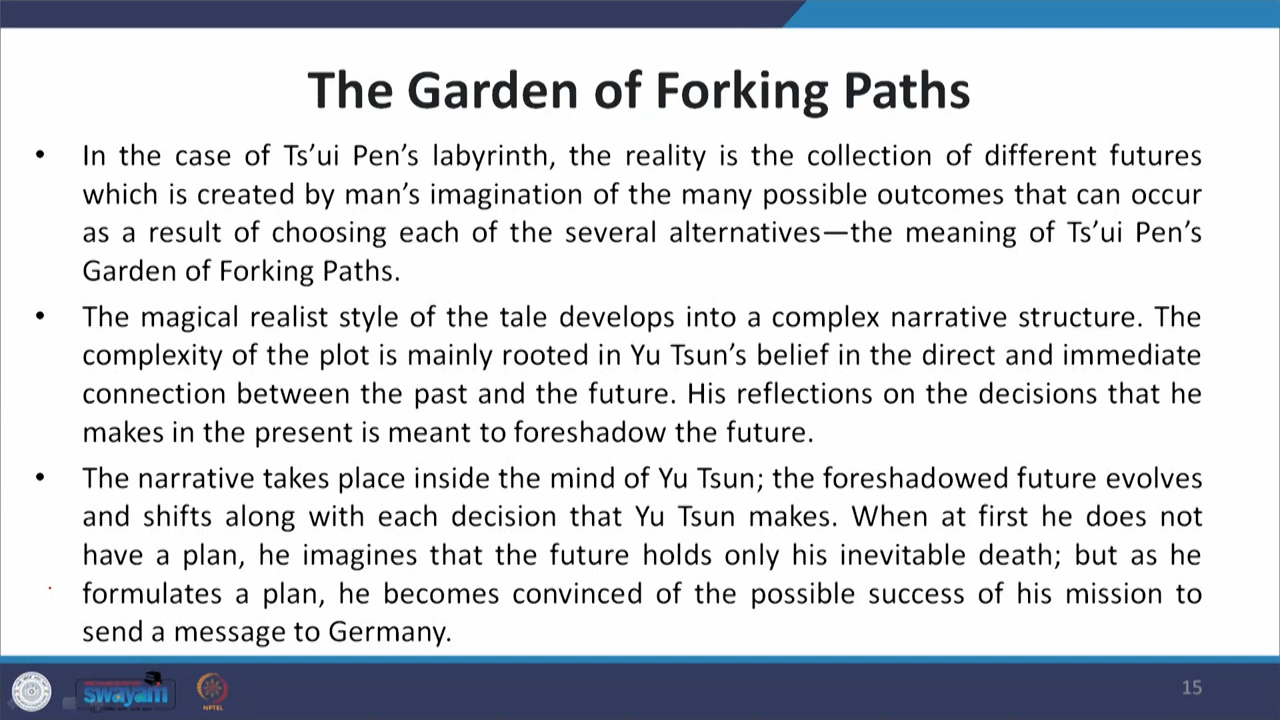 The Garden of Forking Paths
• In the case of Ts’ui Pen’s labyrinth, the reality is the collection of different futures
which is created by man’s imagination of the many possible outcomes that can occur
as a result of choosing each of the several alternatives—the meaning of Ts’ui Pen’s
Garden of Forking Paths.
• The magical realist style of the tale develops into a complex narrative structure. The
complexity of the plot is mainly rooted in Yu Tsun’s belief in the direct and immediate
connection between the past and the future. His reflections on the decisions that he
makes in the present is meant to foreshadow the future.
• The narrative takes place inside the mind of Yu Tsun; the foreshadowed future evolves
and shifts along with each decision that Yu Tsun makes. When at first he does not
have a plan, he imagines that the future holds only his inevitable death; but as he
formulates a plan, he becomes convinced of the possible success of his mission to
send a message to Germany.
swayam
NPTEL
15